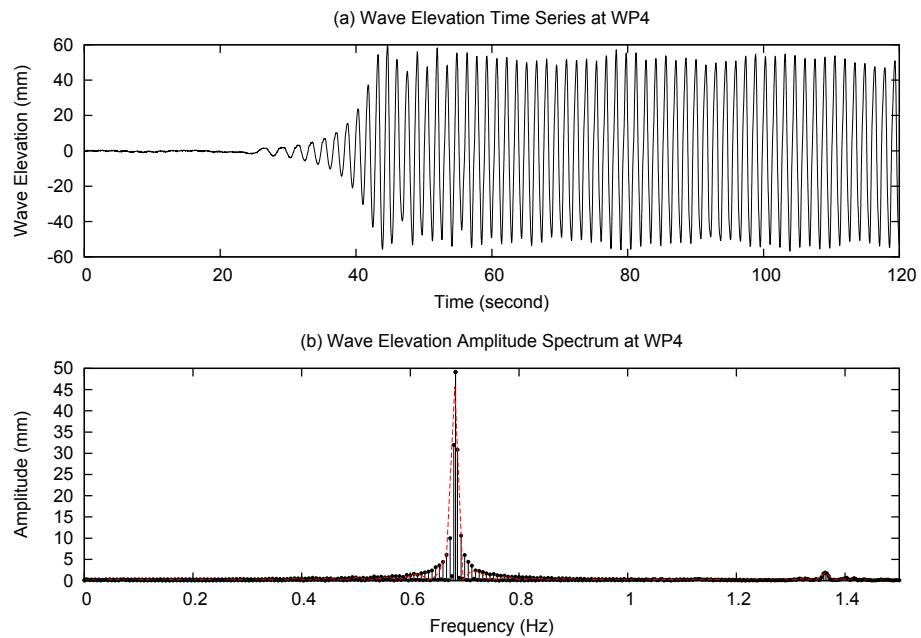 (a) Wave Elevation Time Series at WP4
60
40
20
0
-20
-40
-60
Wave Elevation (mm)
0 20 40 60 80 100 120
Time (second)
(b) Wave Elevation Amplitude Spectrum at WP4
50
45
40
35
30
25
20
15
10
5
0
Amplitude (mm)
0 0.2 0.4 0.6 0.8 1 1.2 1.4
Frequency (Hz)